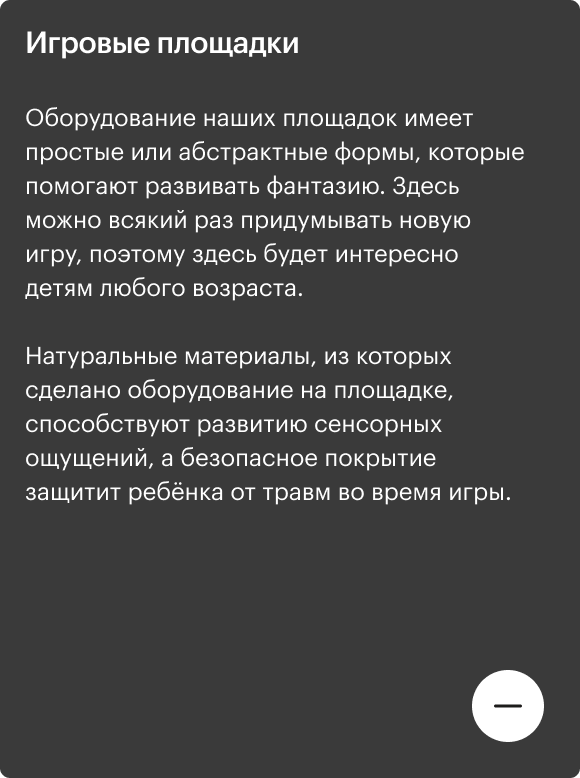 Игровые площадки
Оборудование наших площадок имеет
простые или абстрактные формы, которые
помогают развивать фантазию. Здесь
можно всякий раз придумывать новую
игру, поэтому здесь будет интересно
детям любого возраста.
Натуральные материалы, из которых
сделано оборудование на площадке,
способствуют развитию сенсорных
ощущений, а безопасное покрытие
защитит ребёнка от травм во время игры.